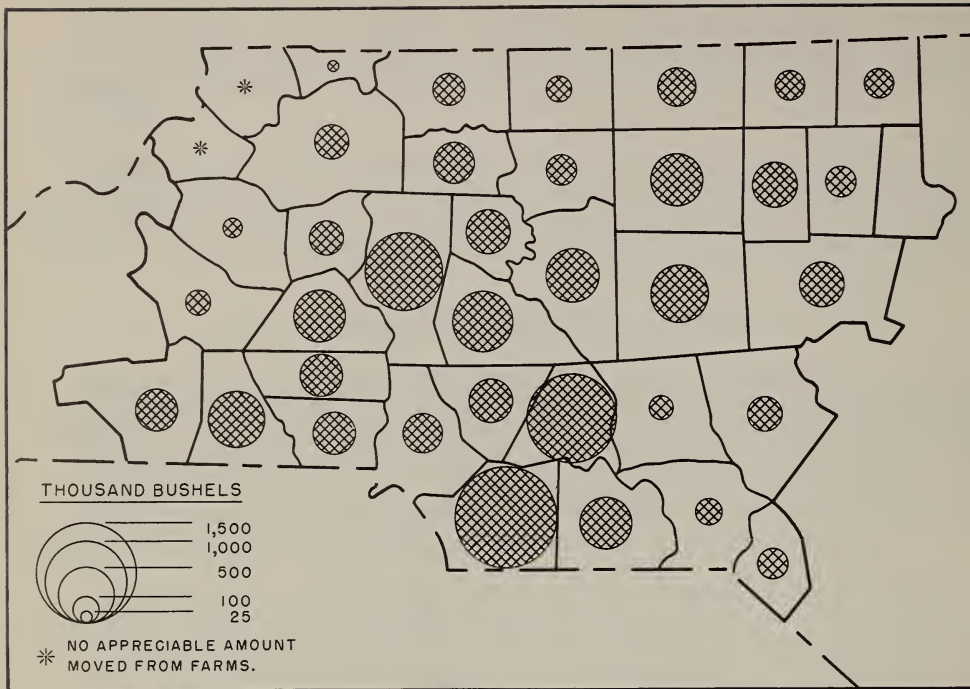 THOUSAND BUSHELS
1,500
1,000
500
100
25
NO APPRECIABLE AMOUNT
MOVED FROM FARMS.